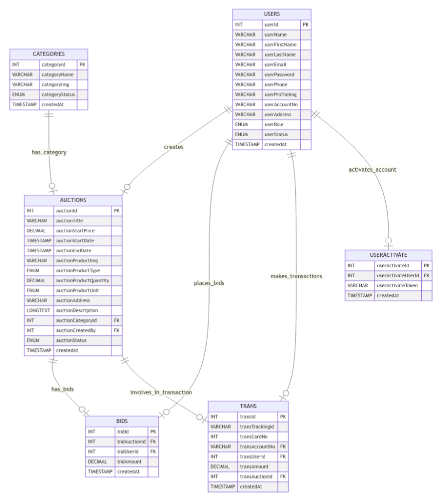 USERS
INT userId PK
VARCHAR userName
VARCHAR userFirstName
VARCHAR userLastName
VARCHAR userEmail
VARCHAR userPassword
VARCHAR userPhone
VARCHAR userProfileImg
VARCHAR userAccountNo
VARCHAR userAddress
ENUM userRole
ENUM userStatus
TIMESTAMP createdAt
CATEGORIES
INT categoryId PK
VARCHAR categoryName
VARCHAR categoryImg
ENUM categoryStatus
TIMESTAMP createdAt
has_category
creates
activates_account
AUCTIONS
INT auctionId PK
VARCHAR auctionTitle
DECIMAL auctionStartPrice
TIMESTAMP auctionStartDate
TIMESTAMP auctionEndDate
VARCHAR auctionProductImg
ENUM auctionProductType
DECIMAL auctionProductQuantity
ENUM auctionProductUnit
VARCHAR auctionAddress
LONGTEXT auctionDescription
INT auctionCategoryId FK
INT auctionCreatedBy FK
ENUM auctionStatus
TIMESTAMP createdAt
USERACTIVATE
INT useractivateId PK
INT useractivateUserId FK
VARCHAR useractivateToken
TIMESTAMP createdAt
makes_transactions
places_bids
has_bids
involves_in_transaction
BIDS
INT PK
INT FK
INT FK
DECIMAL
TIMESTAMP createdAt
TRANS
INT transId PK
VARCHAR transTrackingId
INT transCardNo
VARCHAR transAccountNo FK
INT transUserId FK
DECIMAL transAmount
INT transAuctionId FK
TIMESTAMP createdAt